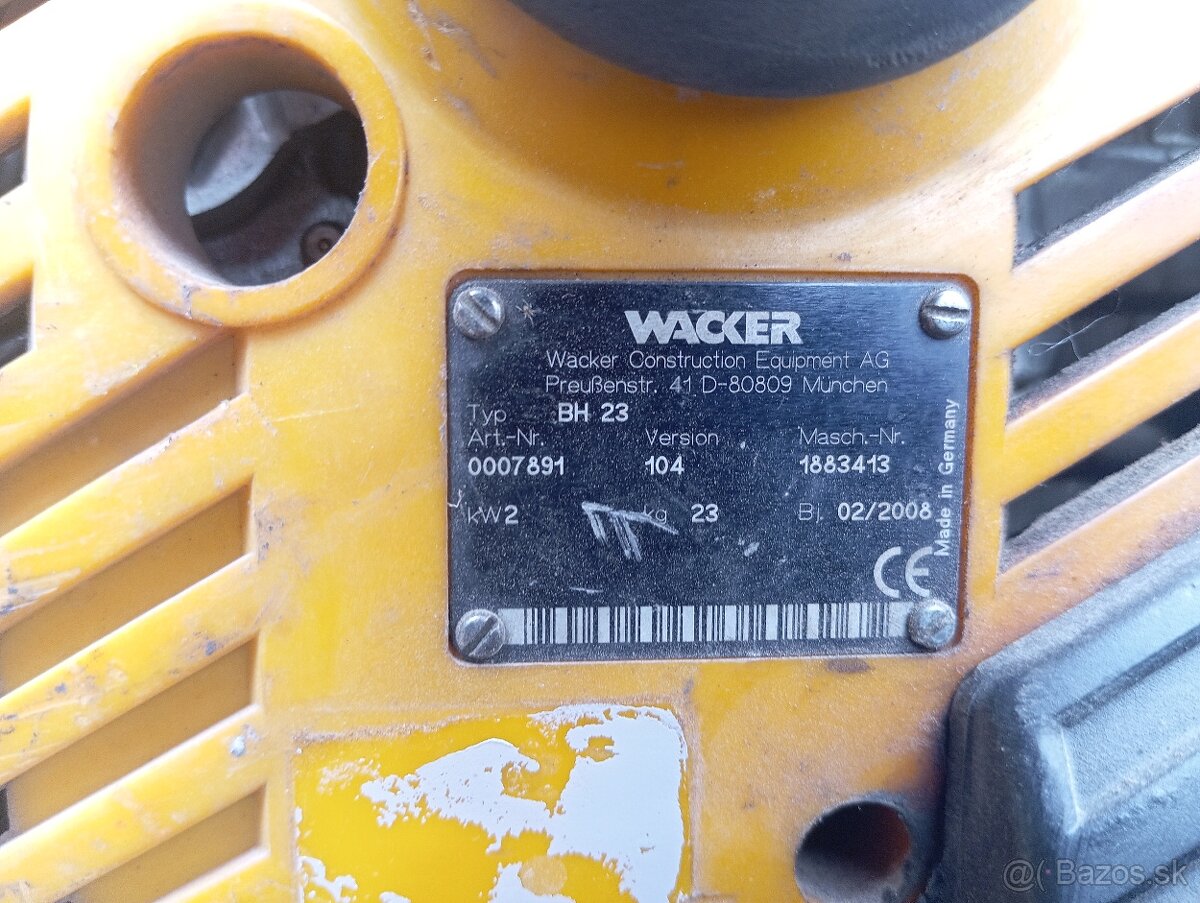 WACKER
Wacker Construction Equipment AG
Preußenstr. 41 D-80809 München
Typ BH 23
Art.-Nr. Version Masch.-Nr.
0007891 104 1883413
kW 2 kg 23 Bj. 02/2008
Made in Germany
CE
@( Bazos.sk